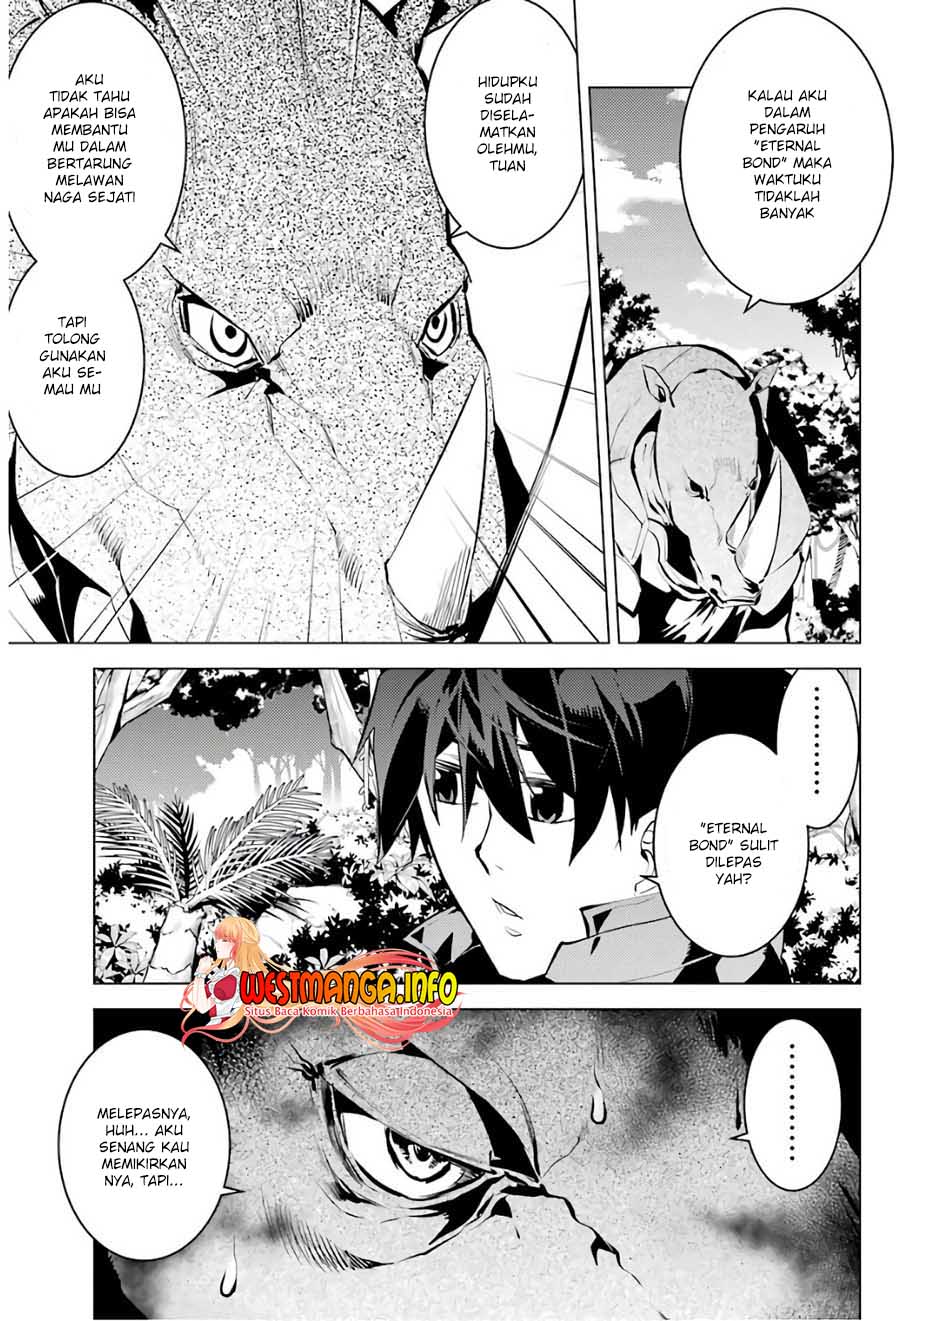 KALAU AKU
DALAM
PENGARUH
"ETERNAL
BOND" MAKA
WAKTUKU
TIDAKLAH
BANYAK
HIDUPKU
SUDAH
DISELA-
MATKAN
OLEHMU,
TUAN
AKU
TIDAK TAHU
APAKAH BISA
MEMBANTU
MU DALAM
BERTARUNG
MELAWAN
NAGA SEJATI
TAPI
TOLONG
GUNAKAN
AKU SE-
MAU MU
.........
"ETERNAL
BOND" SULIT
DILEPAS
YAH?
WESTMANGA.INFO
Situs Baca Komik Berbahasa Indonesia
.........
MELEPASNYA,
HUH... AKU
SENANG KAU
MEMIKIRKAN
NYA, TAPI...